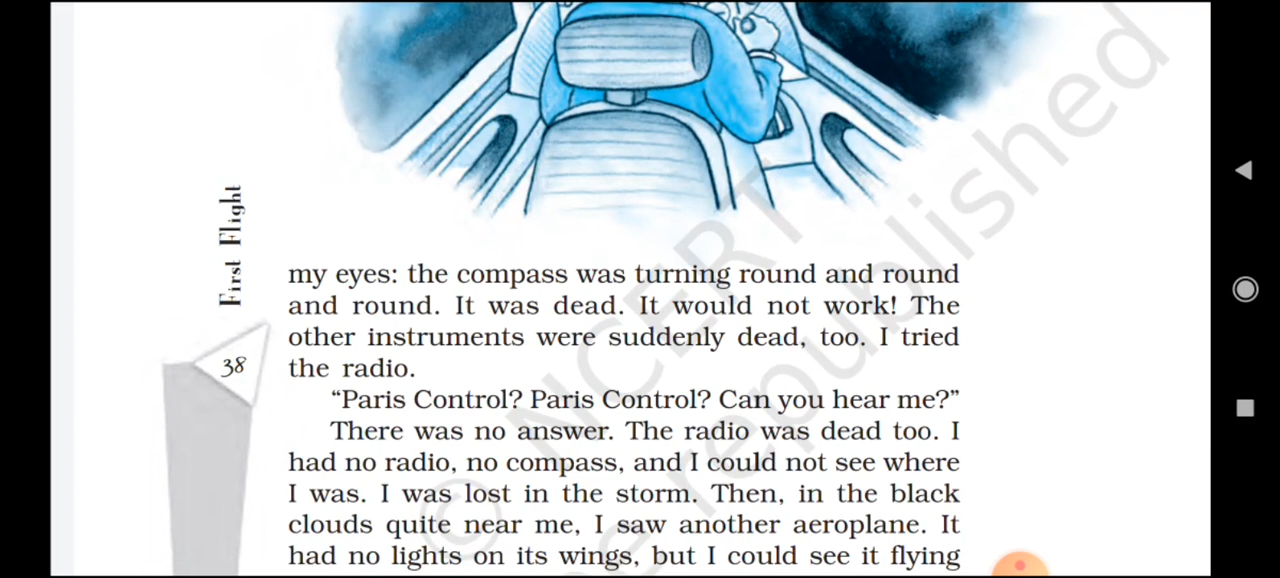 First Flight
38
my eyes: the compass was turning round and round
and round. It was dead. It would not work! The
other instruments were suddenly dead, too. I tried
the radio.
“Paris Control? Paris Control? Can you hear me?”
There was no answer. The radio was dead too. I
had no radio, no compass, and I could not see where
I was. I was lost in the storm. Then, in the black
clouds quite near me, I saw another aeroplane. It
had no lights on its wings, but I could see it flying
© NCERT
be republished